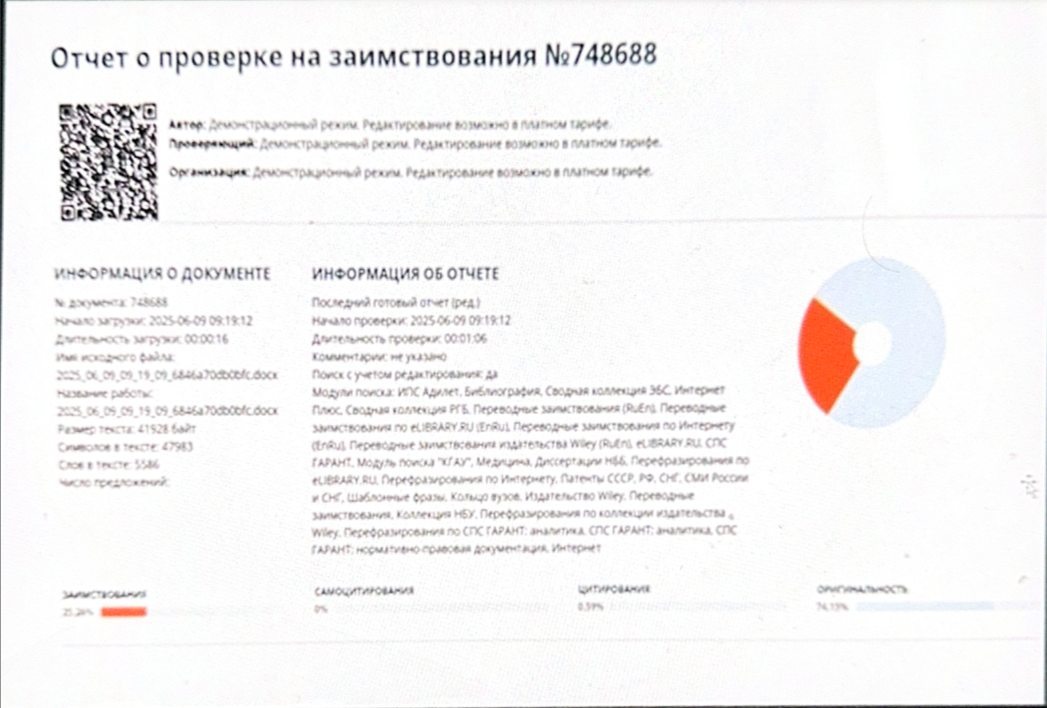 Отчет о проверке на заимствования №748688
Автор: Демонстрационный режим. Редактирование возможно в платном тарифе.
Проверяющий: Демонстрационный режим. Редактирование возможно в платном тарифе.
Организация: Демонстрационный режим. Редактирование возможно в платном тарифе.
ИНФОРМАЦИЯ О ДОКУМЕНТЕ
№ документа: 748688
Начало загрузки: 2025-06-09 09:19:12
Длительность загрузки: 00:00:16
Имя исходного файла:
2025_06_09_09_19_09_6846a70db0bfc.docx
Название работы:
2025_06_09_09_19_09_6846a70db0bfc.docx
Размер текста: 41928 байт
Символов в тексте: 47983
Слов в тексте: 5586
Число предложений:
ИНФОРМАЦИЯ ОБ ОТЧЕТЕ
Последний готовый отчет (ред.)
Начало проверки: 2025-06-09 09:19:12
Длительность проверки: 00:01:06
Комментарии: не указано
Поиск с учетом редактирования: да
Модули поиска: ИПС Адилет, Библиография, Сводная коллекция ЭБС, Интернет
Плюс, Сводная коллекция РГБ, Переводные заимствования (RuEn), Переводные
заимствования по eLIBRARY.RU (EnRu), Переводные заимствования по Интернету
(EnRu), Переводные заимствования издательства Wiley (RuEn), eLIBRARY.RU, СПС
ГАРАНТ, Модуль поиска "КГАУ", Медицина, Диссертации НББ, Перефразирования по
eLIBRARY.RU, Перефразирования по Интернету, Патенты СССР, РФ, СНГ, СМИ России
и СНГ, Шаблонные фразы, Кольцо вузов, Издательство Wiley, Переводные
заимствования, Коллекция НБУ, Перефразирования по коллекции издательства
Wiley, Перефразирования по СПС ГАРАНТ: аналитика, СПС ГАРАНТ: аналитика, СПС
ГАРАНТ: нормативно-правовая документация, Интернет
ЗАИМСТВОВАНИЯ
25,26%
САМОЦИТИРОВАНИЯ
0%
ЦИТИРОВАНИЯ
0,59%
ОРИГИНАЛЬНОСТЬ
74,15%